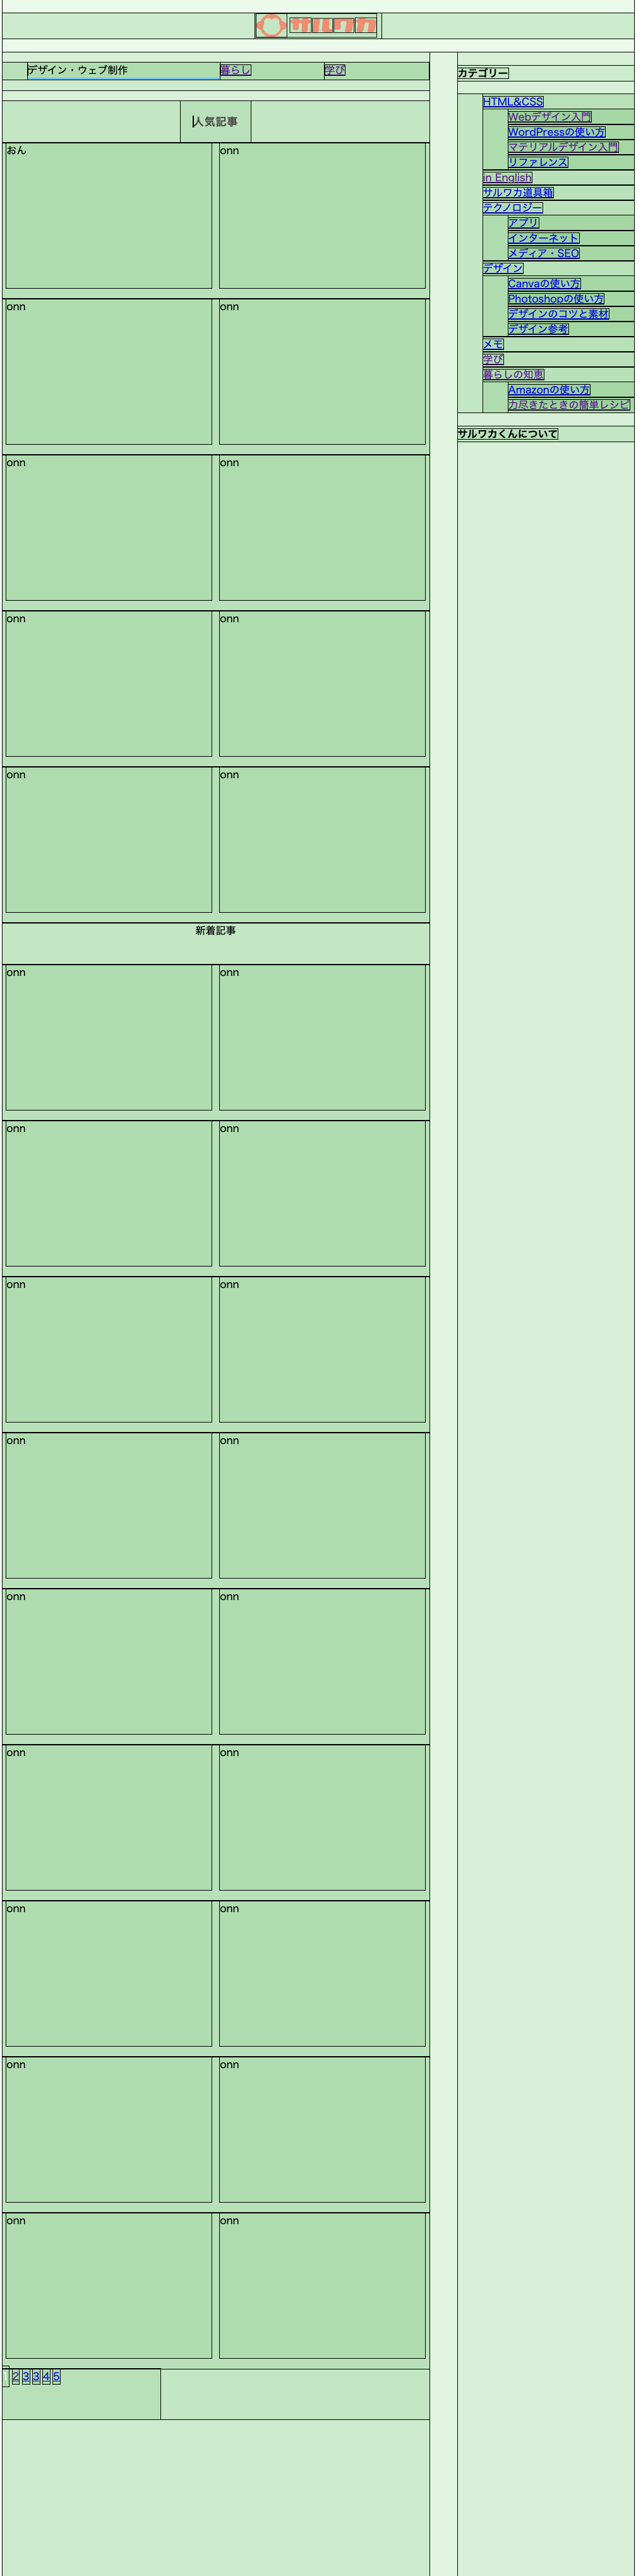 サルワカ
デザイン・ウェブ制作 暮らし 学び
人気記事
おん onn
onn onn
onn onn
onn onn
onn onn
新着記事
onn onn
onn onn
onn onn
onn onn
onn onn
onn onn
onn onn
onn onn
onn onn
1 2 3 3 4 5
カテゴリー
HTML&CSS
Webデザイン入門
WordPressの使い方
マテリアルデザイン入門
リファレンス
in English
サルワカ道具箱
テクノロジー
アプリ
インターネット
メディア・SEO
デザイン
Canvaの使い方
Photoshopの使い方
デザインのコツと素材
デザイン参考
メモ
学び
暮らしの知恵
Amazonの使い方
力尽きたときの簡単レシピ
サルワカくんについて